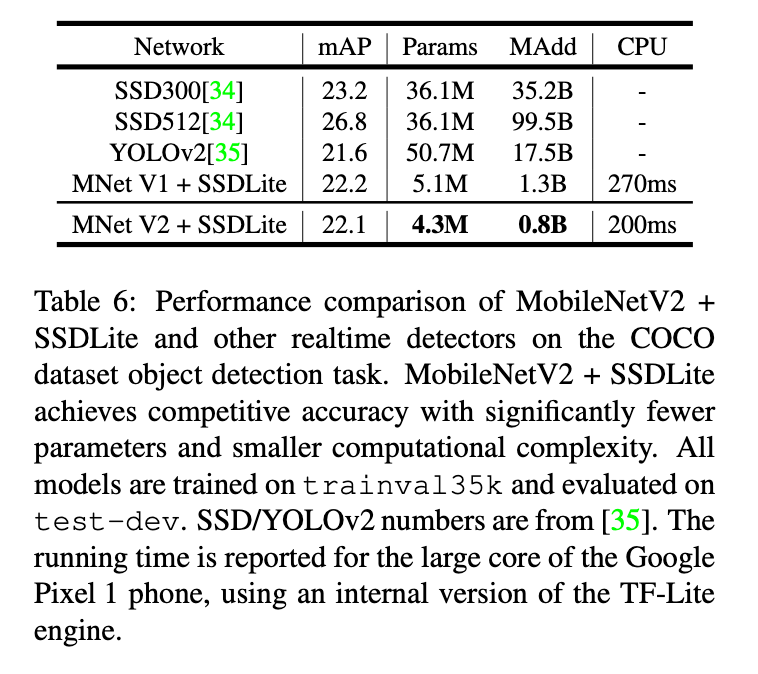 Network mAP Params MAdd CPU
SSD300[34] 23.2 36.1M 35.2B -
SSD512[34] 26.8 36.1M 99.5B -
YOLOv2[35] 21.6 50.7M 17.5B -
MNet V1 + SSDLite 22.2 5.1M 1.3B 270ms
MNet V2 + SSDLite 22.1 4.3M 0.8B 200ms
Table 6: Performance comparison of MobileNetV2 +
SSDLite and other realtime detectors on the COCO
dataset object detection task. MobileNetV2 + SSDLite
achieves competitive accuracy with significantly fewer
parameters and smaller computational complexity. All
models are trained on trainval35k and evaluated on
test-dev. SSD/YOLOv2 numbers are from [35]. The
running time is reported for the large core of the Google
Pixel 1 phone, using an internal version of the TF-Lite
engine.